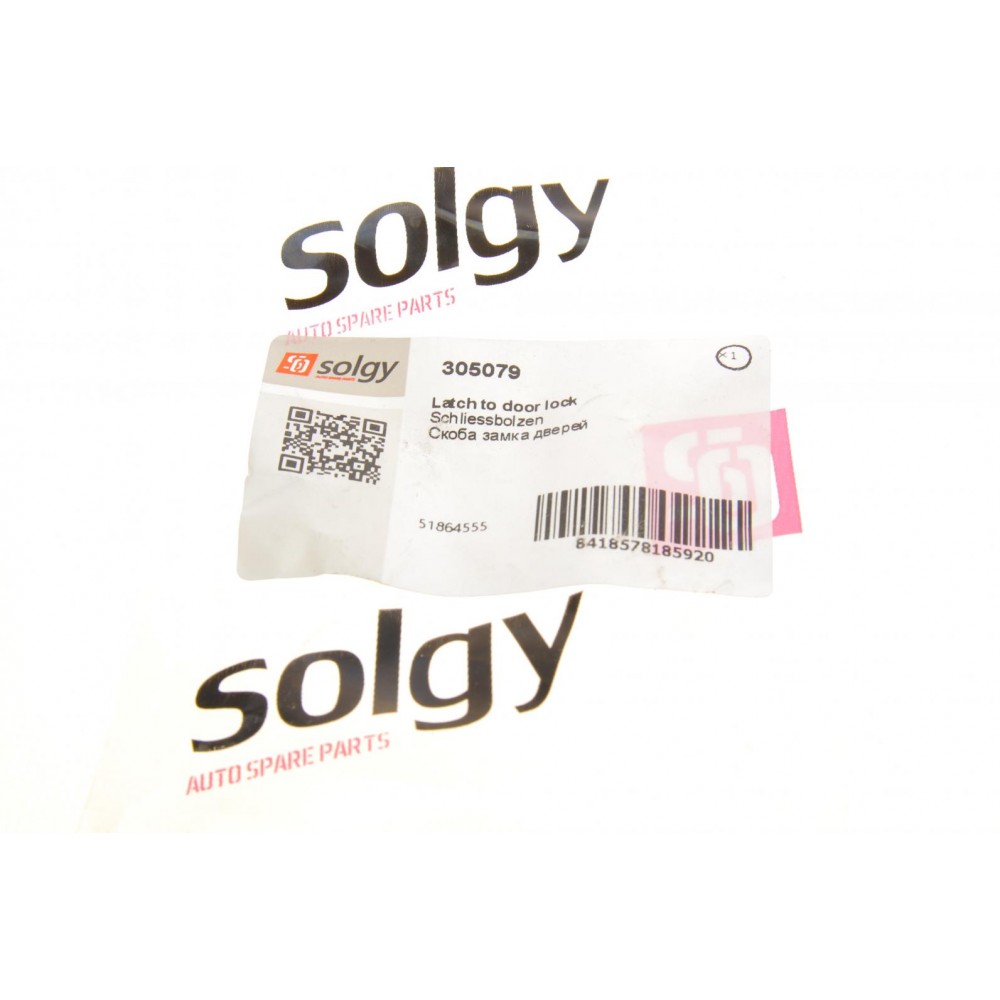 solgy
AUTO SPARE PARTS
solgy
305079
x1
Latch to door lock
Schliessbolzen
Скоба замка дверей
51864555
8418578185920
solgy
AUTO SPARE PARTS